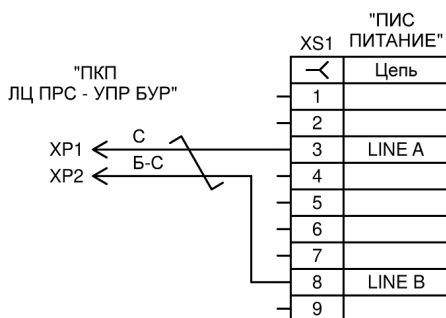 "ПИС
ПИТАНИЕ"
XS1
Цепь
"ПКП
ЛЦ ПРС - УПР БУР"
1
2
XP1
С
3 LINE A
XP2
Б-С
4
5
6
7
8 LINE B
9